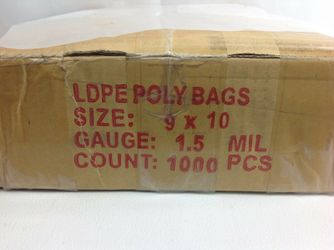 LDPE POLY BAGS
SIZE: 9 x 10
GAUGE: 1.5 MIL
COUNT: 1000 PCS